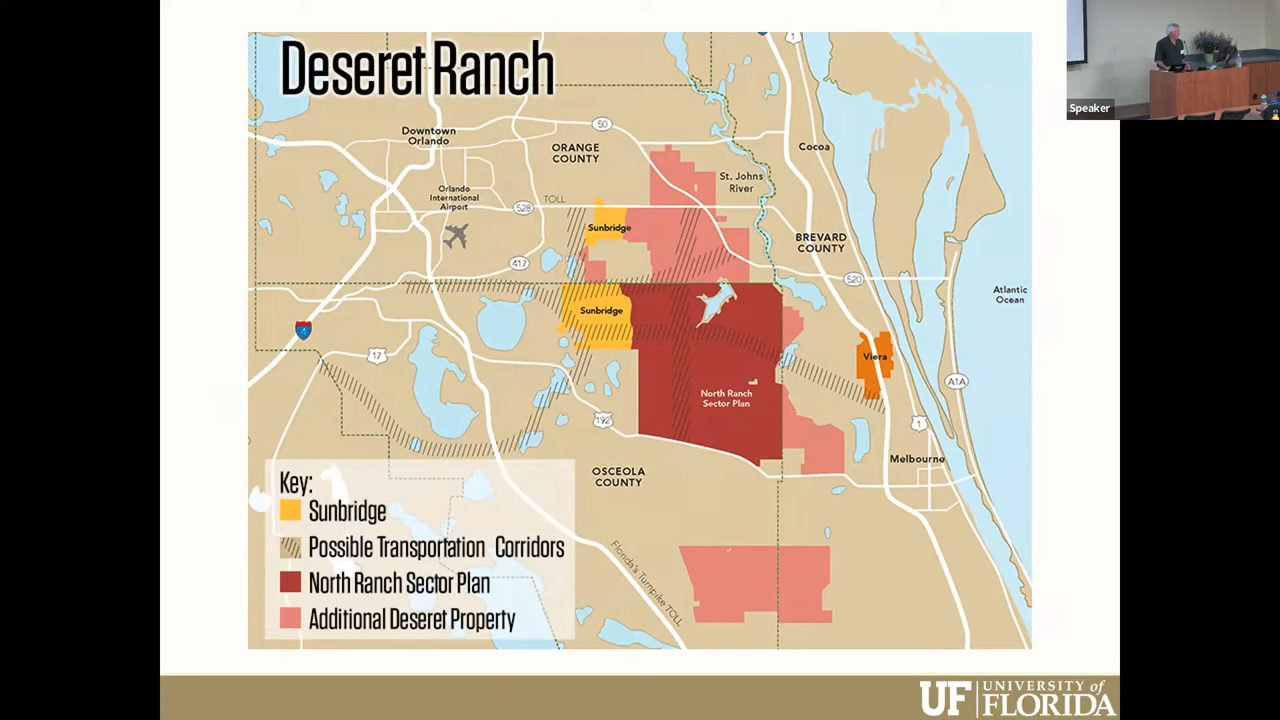 Deseret Ranch
1
Speaker
50
Downtown
Orlando
ORANGE
COUNTY
Cocoa
St. Johns
River
Orlando
International
Airport
TOLL
528
Sunbridge
BREVARD
COUNTY
417
520
Atlantic
Ocean
Sunbridge
4
17
Viera
A1A
North Ranch
Sector Plan
192
1
Melbourne
OSCEOLA
COUNTY
Key:
Sunbridge
Possible Transportation Corridors
North Ranch Sector Plan
Additional Deseret Property
Florida's Turnpike TOLL
UF UNIVERSITY of
FLORIDA